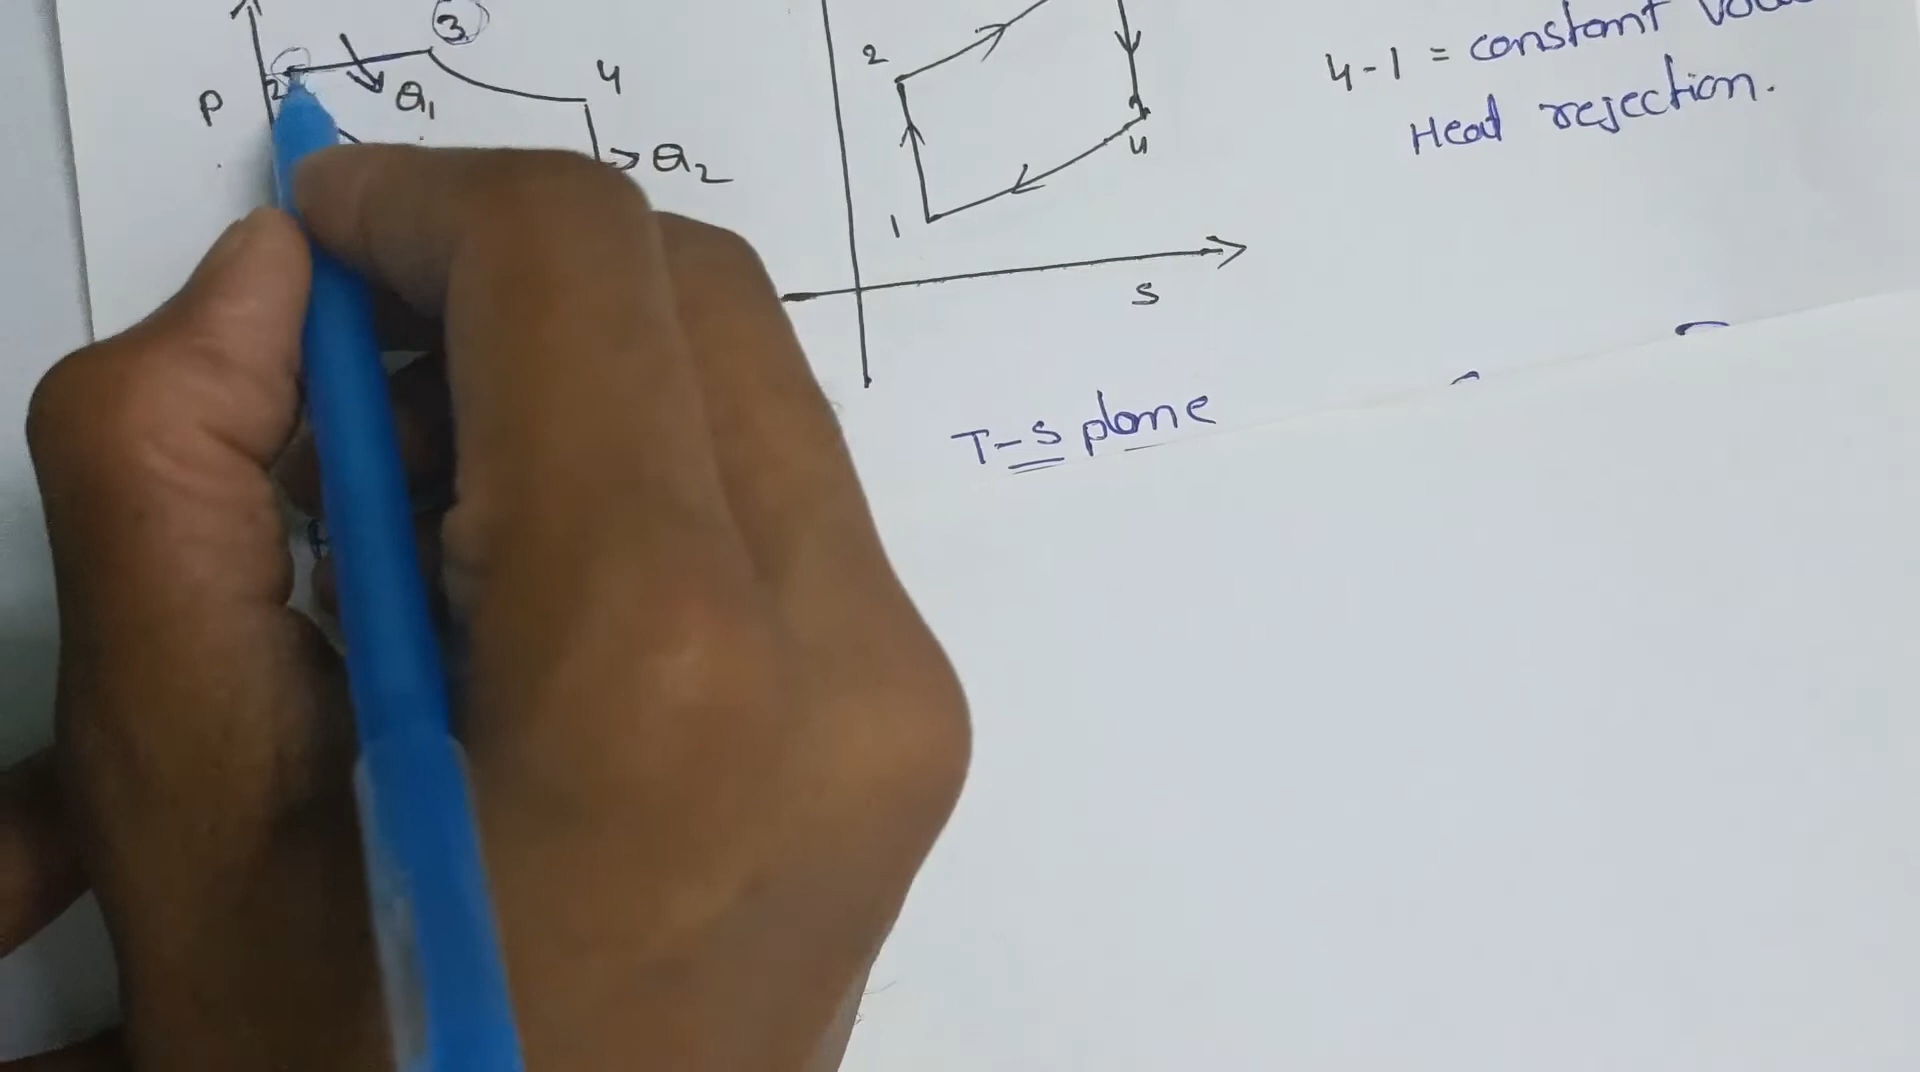 3
2
P
Q1
4
Q2
2
4
1
S
T-S plane
4-1 = constant
Heat rejection.